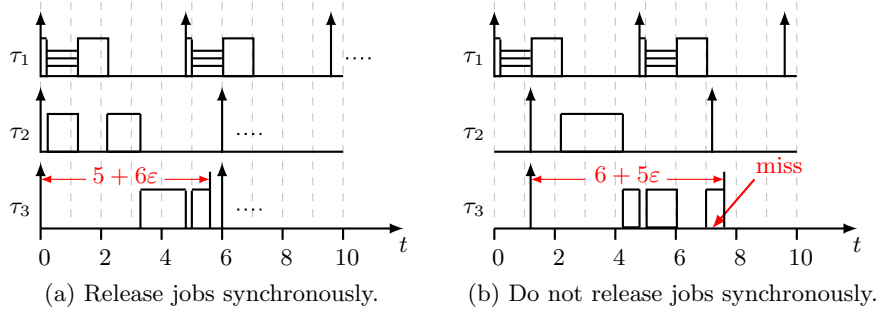 τ1 ....
τ2 ....
5 + 6ε
τ3 ....
0 2 4 6 8 10 t
(a) Release jobs synchronously.
τ1
τ2
miss
6 + 5ε
τ3
0 2 4 6 8 10 t
(b) Do not release jobs synchronously.